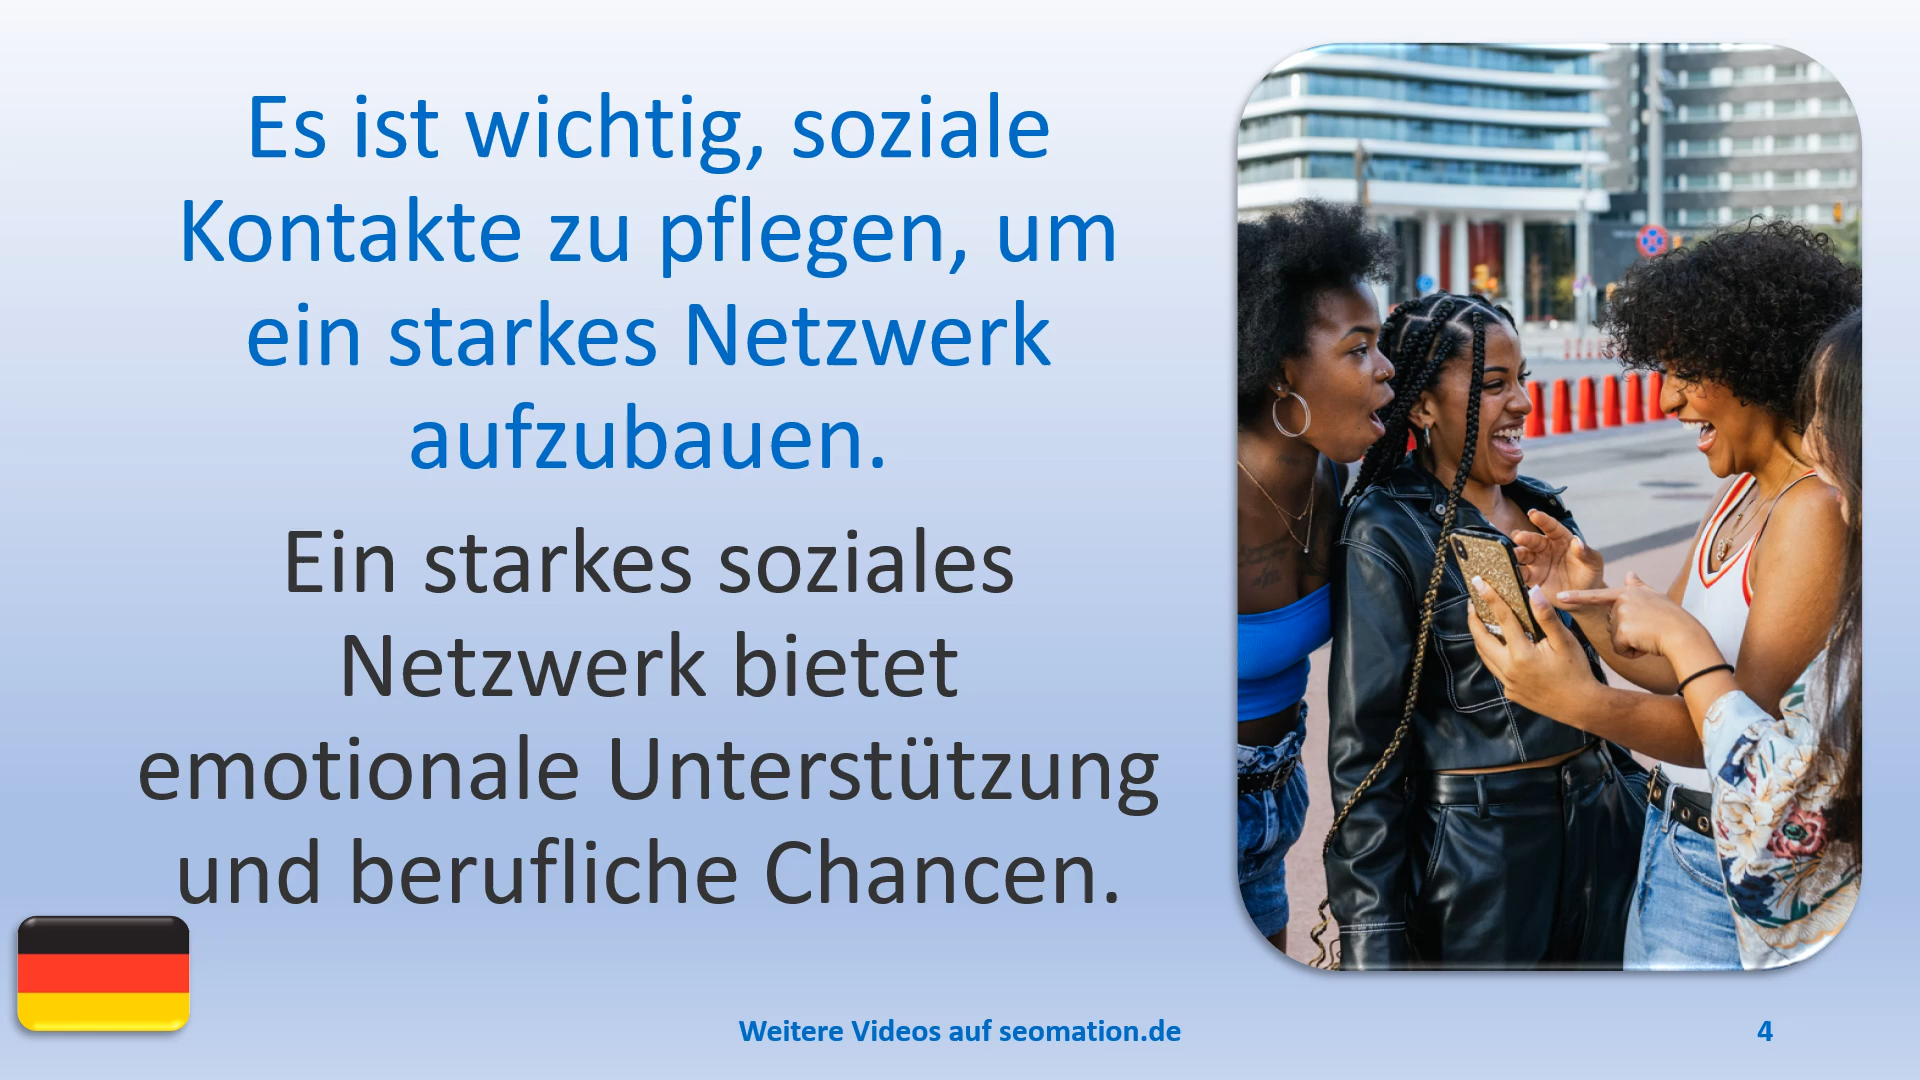 Es ist wichtig, soziale
Kontakte zu pflegen, um
ein starkes Netzwerk
aufzubauen.
Ein starkes soziales
Netzwerk bietet
emotionale Unterstützung
und berufliche Chancen.
Weitere Videos auf seomation.de
4